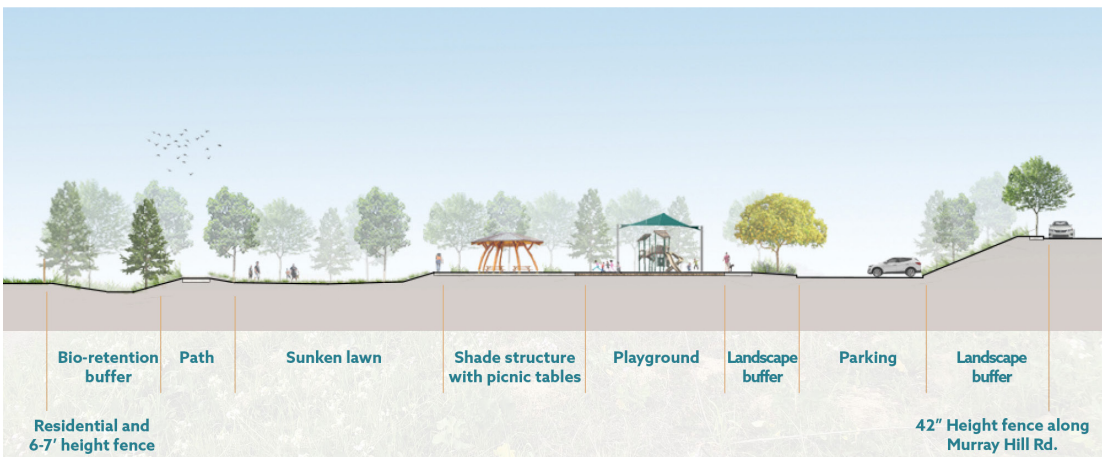 Bio-retention
buffer
Path
Sunken lawn
Shade structure
with picnic tables
Playground
Landscape
buffer
Parking
Landscape
buffer
Residential and
6-7’ height fence
42” Height fence along
Murray Hill Rd.